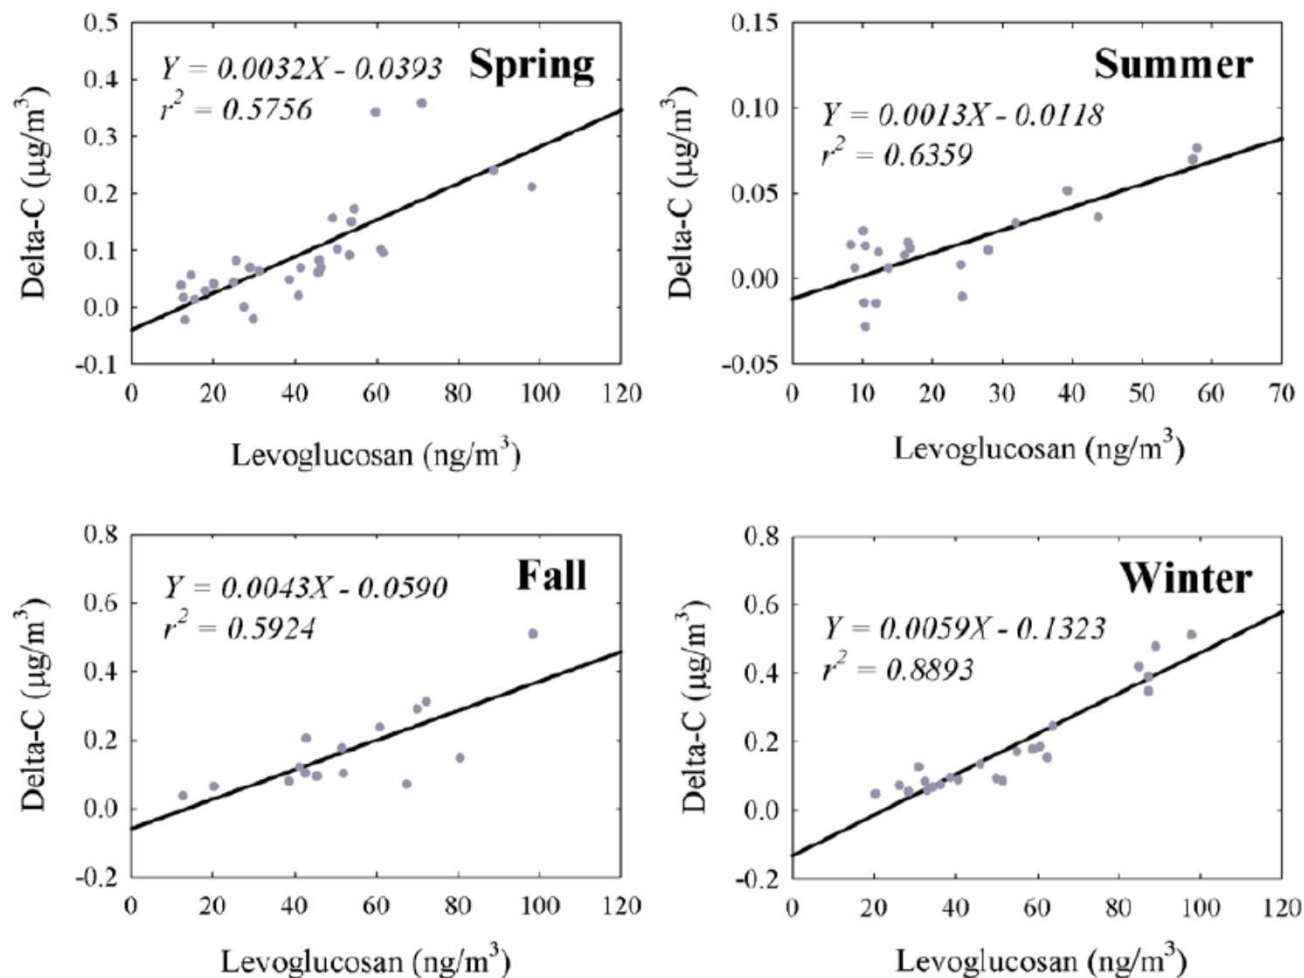 0.5
0.4
0.3
0.2
0.1
0.0
-0.1
Delta-C (μg/m³)
Y = 0.0032X - 0.0393
r² = 0.5756
Spring
0 20 40 60 80 100 120
Levoglucosan (ng/m³)
0.15
0.10
0.05
0.00
-0.05
Delta-C (μg/m³)
Summer
Y = 0.0013X - 0.0118
r² = 0.6359
0 10 20 30 40 50 60 70
Levoglucosan (ng/m³)
0.8
0.6
0.4
0.2
0.0
-0.2
Delta-C (μg/m³)
Y = 0.0043X - 0.0590
r² = 0.5924
Fall
0 20 40 60 80 100 120
Levoglucosan (ng/m³)
0.8
0.6
0.4
0.2
0.0
-0.2
Delta-C (μg/m³)
Winter
Y = 0.0059X - 0.1323
r² = 0.8893
0 20 40 60 80 100 120
Levoglucosan (ng/m³)